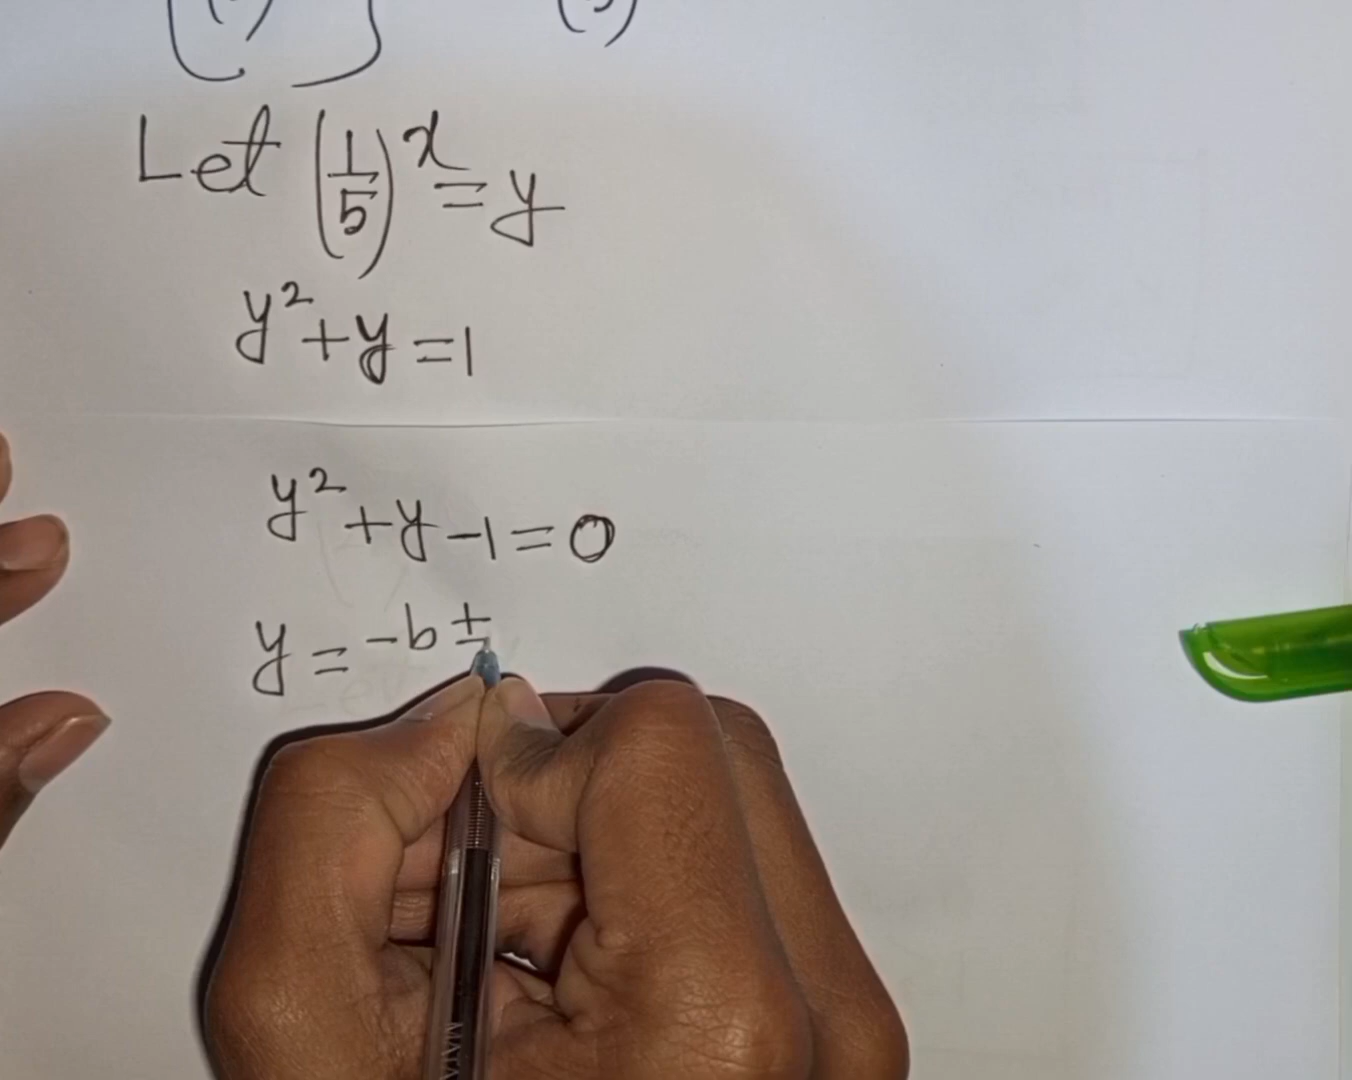 Let (1/5)^x = y
y² + y = 1
y² + y - 1 = 0
y = -b ±